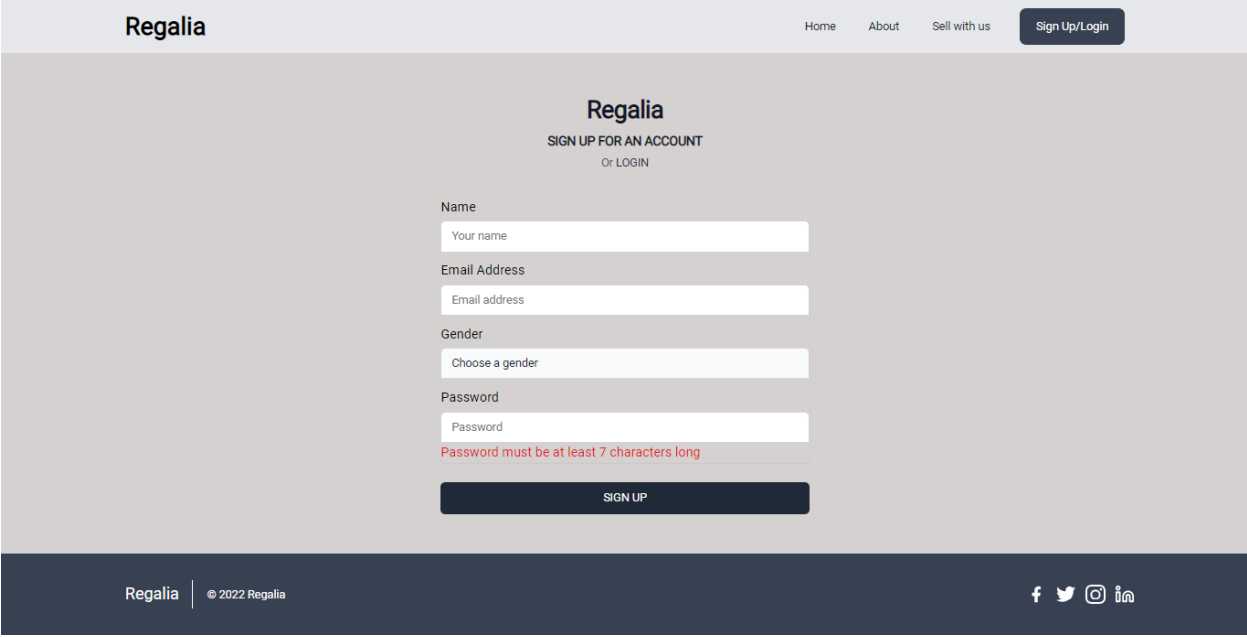 Regalia
Home About Sell with us Sign Up/Login
Regalia
SIGN UP FOR AN ACCOUNT
Or LOGIN
Name
Your name
Email Address
Email address
Gender
Choose a gender
Password
Password
Password must be at least 7 characters long
SIGN UP
Regalia © 2022 Regalia